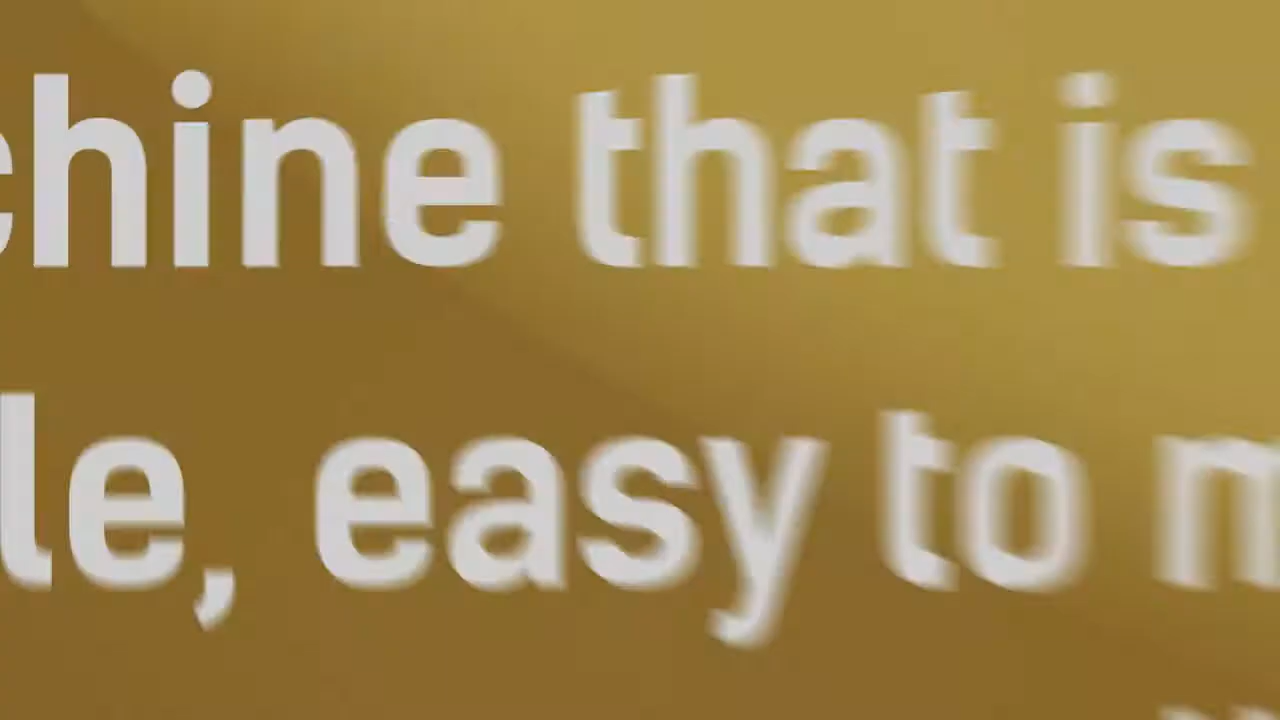 chine that is
le, easy to m